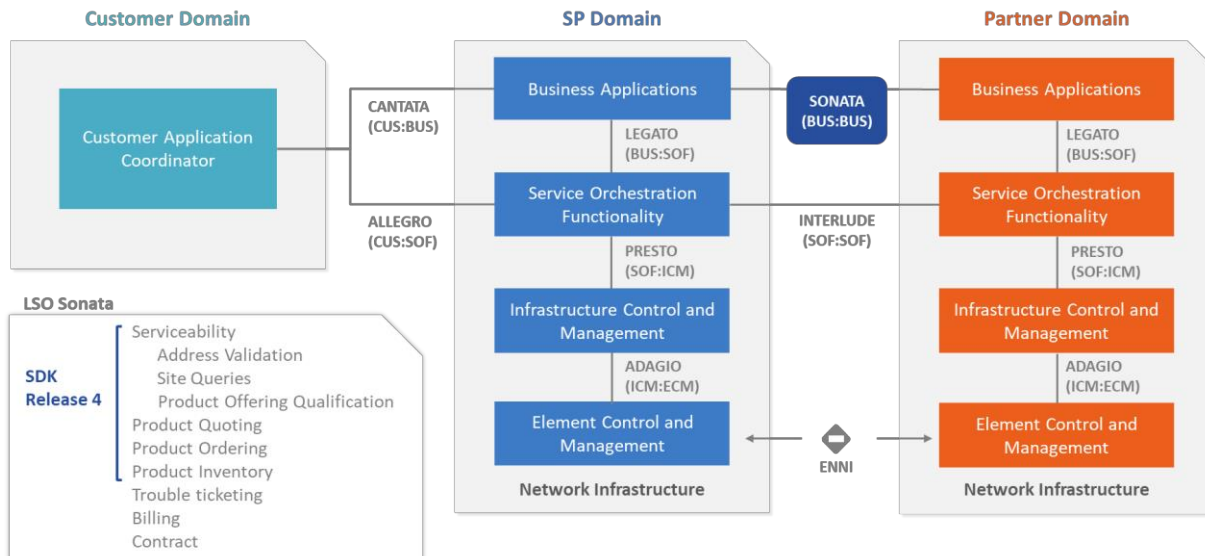 Customer Domain
SP Domain
Partner Domain
Customer Application
Coordinator
CANTATA
(CUS:BUS)
ALLEGRO
(CUS:SOF)
Business Applications
LEGATO
(BUS:SOF)
Service Orchestration
Functionality
PRESTO
(SOF:ICM)
Infrastructure Control and
Management
ADAGIO
(ICM:ECM)
Element Control and
Management
Network Infrastructure
SONATA
(BUS:BUS)
INTERLUDE
(SOF:SOF)
ENNI
Business Applications
LEGATO
(BUS:SOF)
Service Orchestration
Functionality
PRESTO
(SOF:ICM)
Infrastructure Control and
Management
ADAGIO
(ICM:ECM)
Element Control and
Management
Network Infrastructure
LSO Sonata
SDK
Release 4
Serviceability
Address Validation
Site Queries
Product Offering Qualification
Product Quoting
Product Ordering
Product Inventory
Trouble ticketing
Billing
Contract